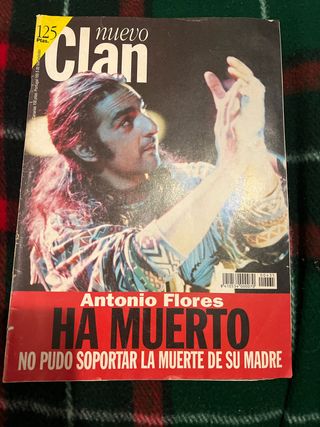 125
Ptas.
nuevo
Clan
Antonio Flores
HA MUERTO
NO PUDO SOPORTAR LA MUERTE DE SU MADRE